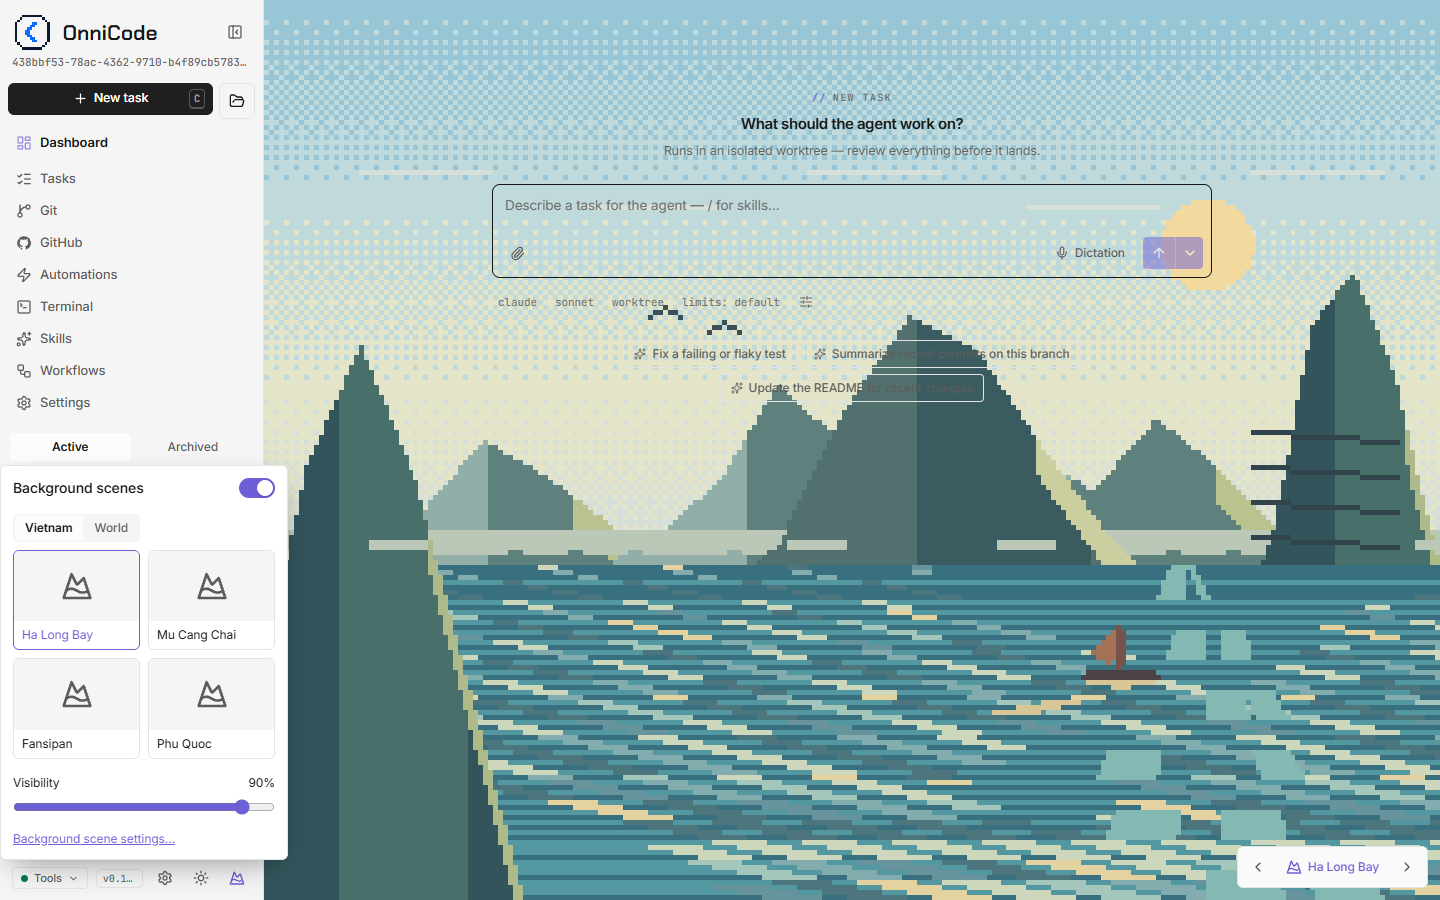 OnniCode
438bbf53-78ac-4362-9710-b4f89cb5783…
New task C
Dashboard
Tasks
Git
GitHub
Automations
Terminal
Skills
Workflows
Settings
Active Archived
Background scenes
Vietnam World
Ha Long Bay Mu Cang Chai
Fansipan Phu Quoc
Visibility 90%
Background scene settings...
Tools v0.1…
// NEW TASK
What should the agent work on?
Runs in an isolated worktree — review everything before it lands.
Describe a task for the agent — / for skills...
Dictation
claude sonnet worktree limits: default
Fix a failing or flaky test Summarize recent commits on this branch
Update the README for recent changes
Ha Long Bay